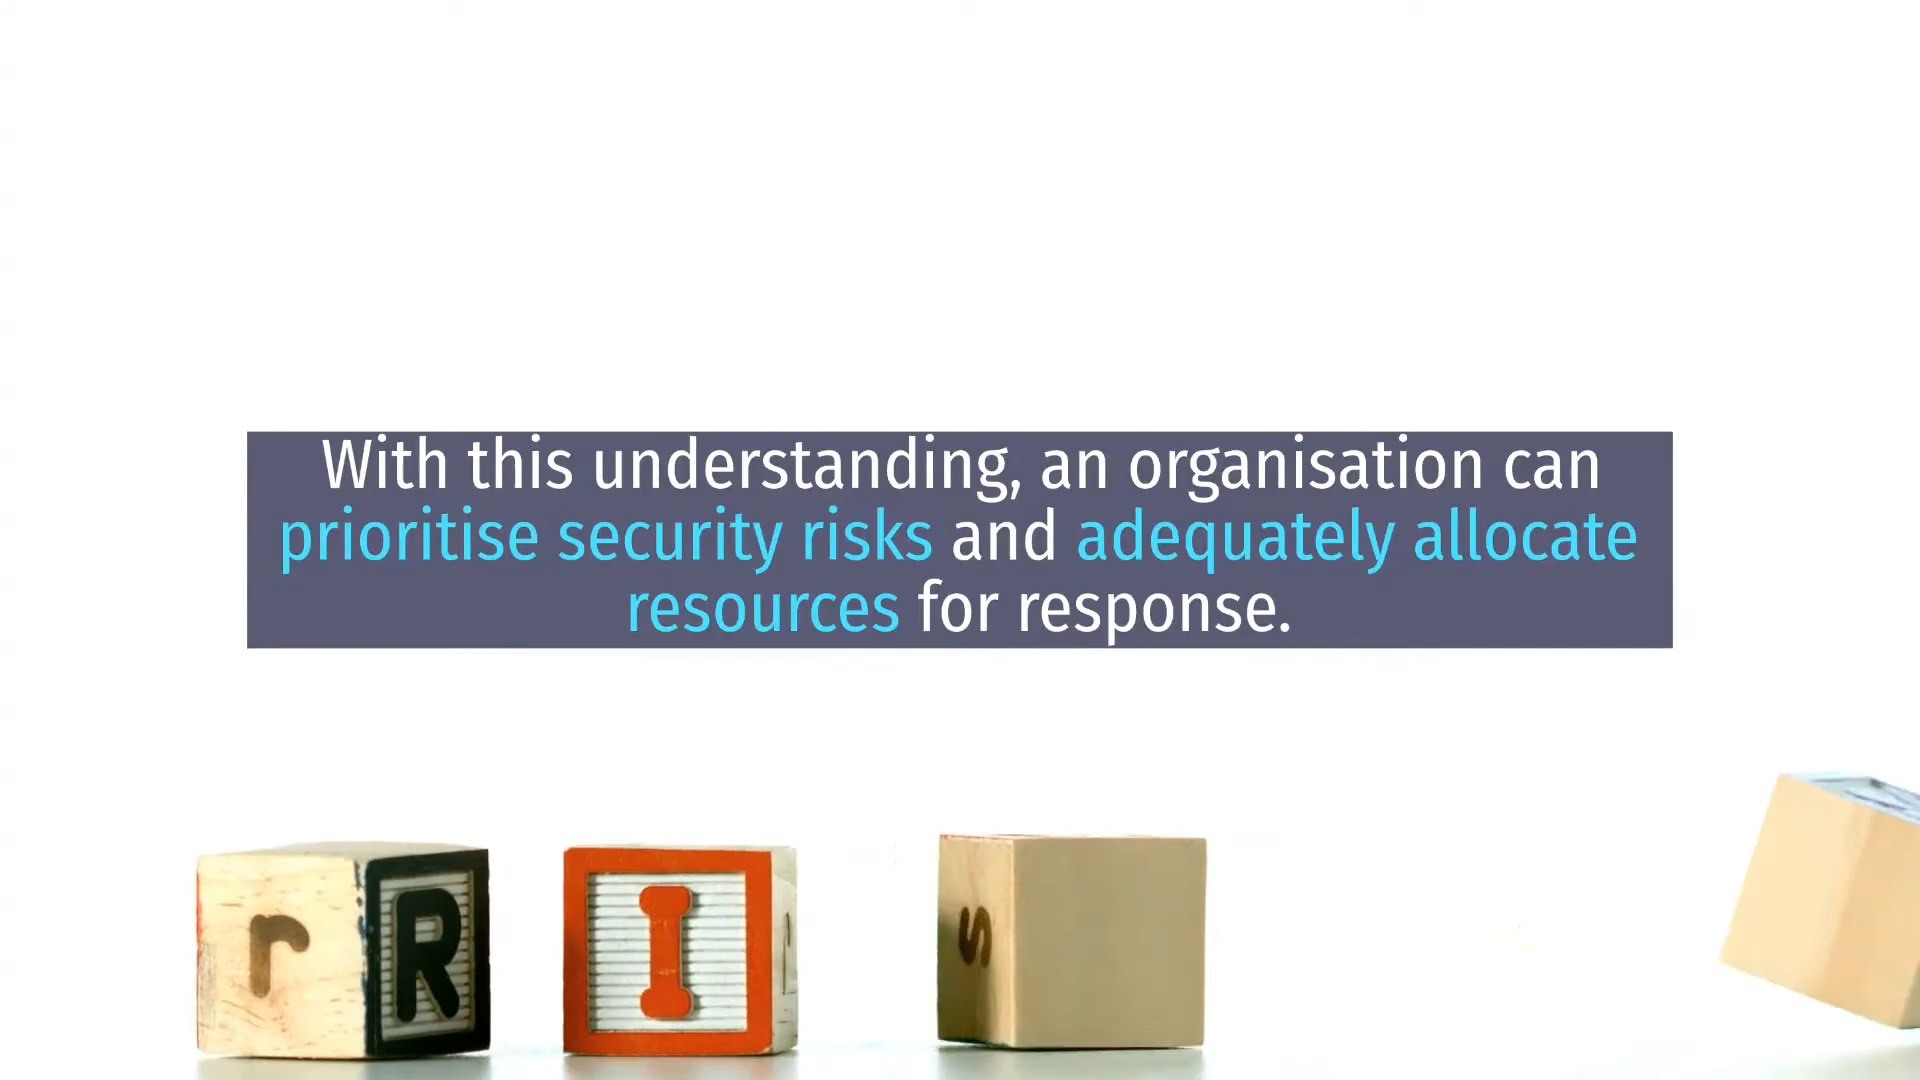 With this understanding, an organisation can
prioritise security risks and adequately allocate
resources for response.
r R I s